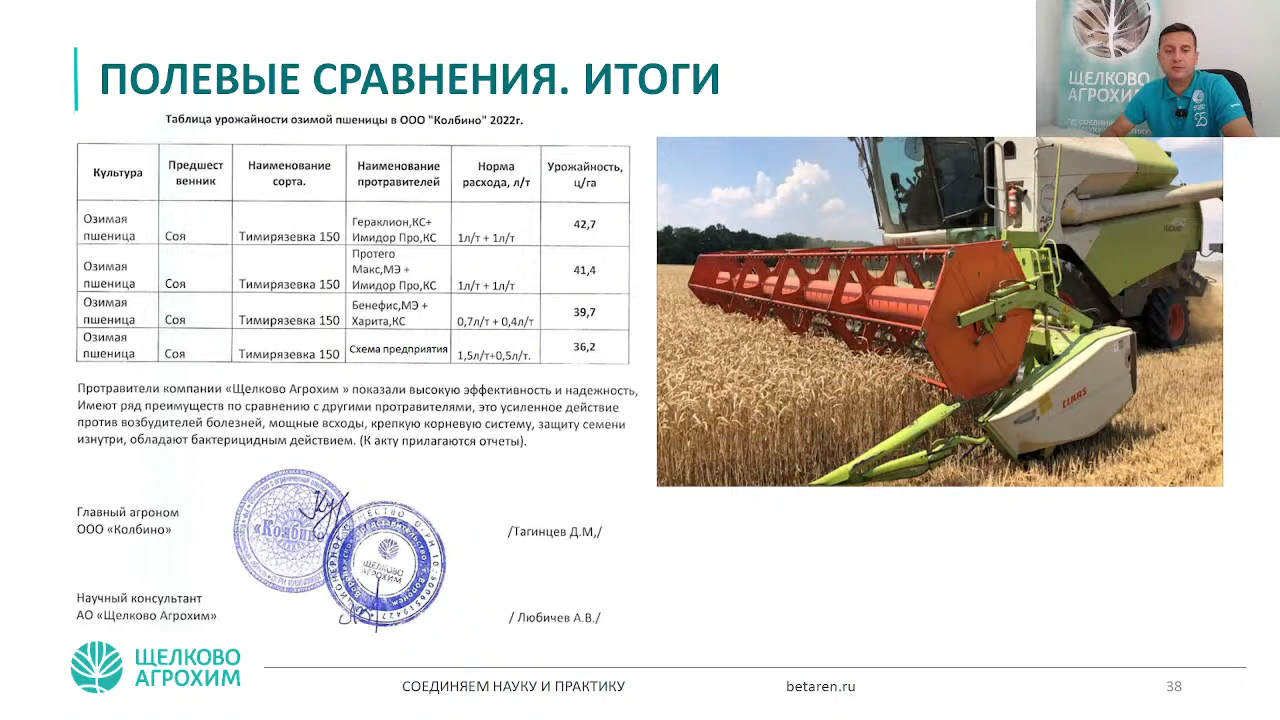 ПОЛЕВЫЕ СРАВНЕНИЯ. ИТОГИ
ЩЕЛКОВО
АГРОХИМ
25
Таблица урожайности озимой пшеницы в ООО "Колбино" 2022г.
Культура
Предшест
венник
Наименование
сорта.
Наименование
протравителей
Норма
расхода, л/т
Урожайность,
ц/га
Озимая
пшеница
Соя
Тимирязевка 150
Гераклион,КС+
Имидор Про,КС
1л/т + 1л/т
42,7
Озимая
пшеница
Соя
Тимирязевка 150
Протего
Макс,МЭ +
Имидор Про,КС
1л/т + 1л/т
41,4
Озимая
пшеница
Соя
Тимирязевка 150
Бенефис,МЭ +
Харита,КС
0,7л/т + 0,4л/т
39,7
Озимая
пшеница
Соя
Тимирязевка 150
Схема предприятия
1,5л/т+0,5л/т.
36,2
Протравители компании «Щелково Агрохим » показали высокую эффективность и надежность,
Имеют ряд преимуществ по сравнению с другими протравителями, это усиленное действие
против возбудителей болезней, мощные всходы, крепкую корневую систему, защиту семени
изнутри, обладают бактерицидным действием. (К акту прилагаются отчеты).
CLAAS
CLAAS
Главный агроном
ООО «Колбино»
«Колбино»
/Тагинцев Д.М,/
ЩЕЛКОВО
АГРОХИМ
Научный консультант
АО «Щелково Агрохим»
/ Любичев А.В./
ЩЕЛКОВО
АГРОХИМ
СОЕДИНЯЕМ НАУКУ И ПРАКТИКУ
betaren.ru
38